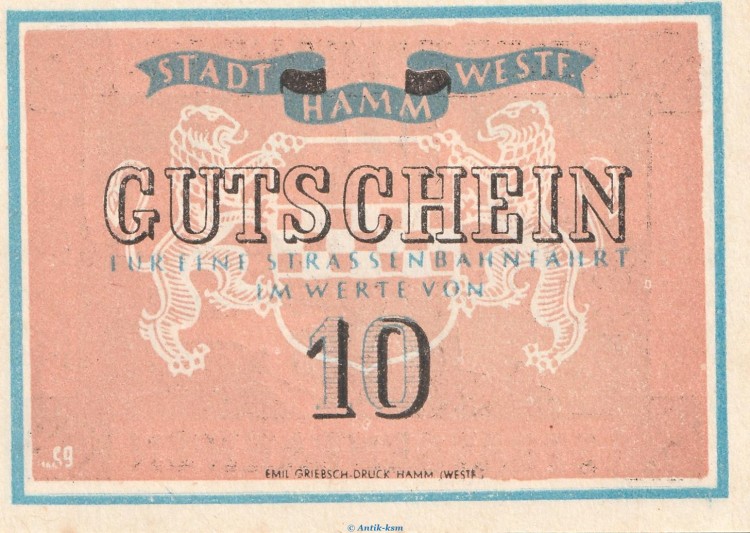 STADT HAMM WESTF.
GUTSCHEIN
FÜR EINE STRASSENBAHNFAHRT
IM WERTE VON
10
EMIL GRIEBSCH-DRUCK HAMM (WESTF.)
© Antik-ksm